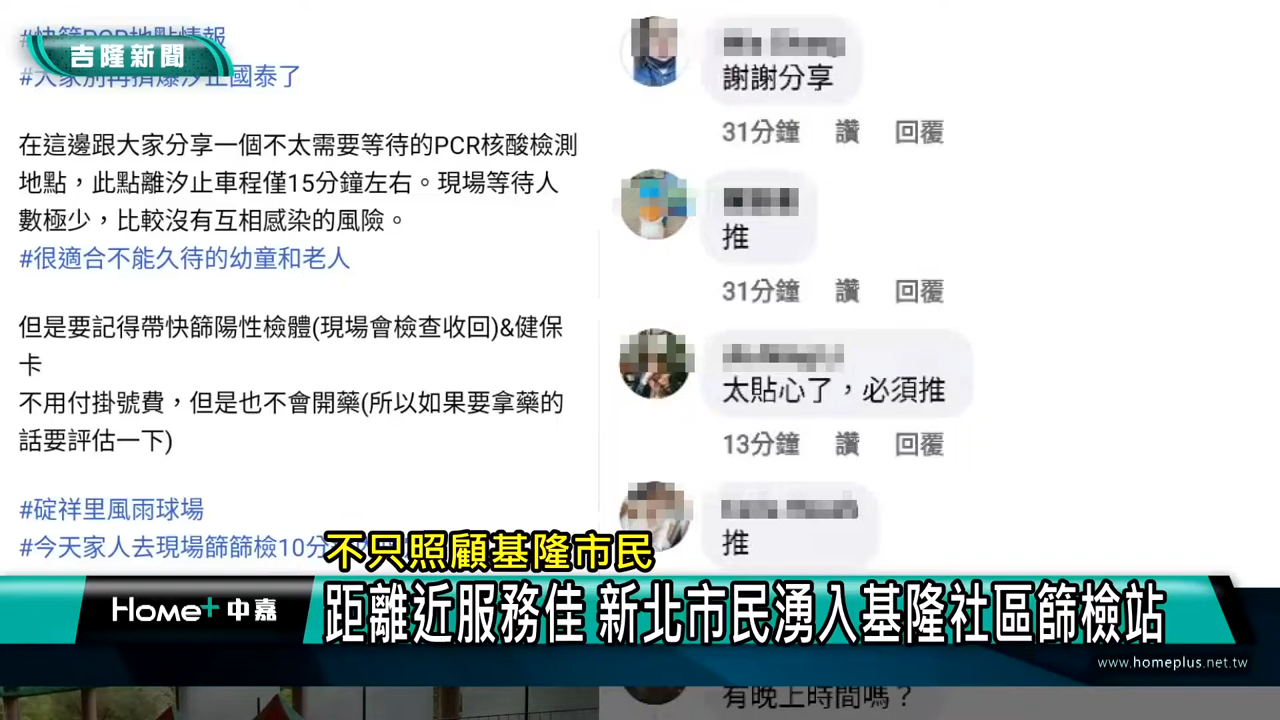 吉隆新聞
#快篩PCR地點情報
#大家別再擠爆汐止國泰了
在這邊跟大家分享一個不太需要等待的PCR核酸檢測
地點，此點離汐止車程僅15分鐘左右。現場等待人
數極少，比較沒有互相感染的風險。
#很適合不能久待的幼童和老人
但是要記得帶快篩陽性檢體(現場會檢查收回)&健保
卡
不用付掛號費，但是也不會開藥(所以如果要拿藥的
話要評估一下)
#碇祥里風雨球場
#今天家人去現場篩篩檢10分
謝謝分享
31分鐘 讚 回覆
推
31分鐘 讚 回覆
太貼心了，必須推
13分鐘 讚 回覆
推
不只照顧基隆市民
Home+中嘉
距離近服務佳 新北市民湧入基隆社區篩檢站
www.homeplus.net.tw
有晚上時間嗎？